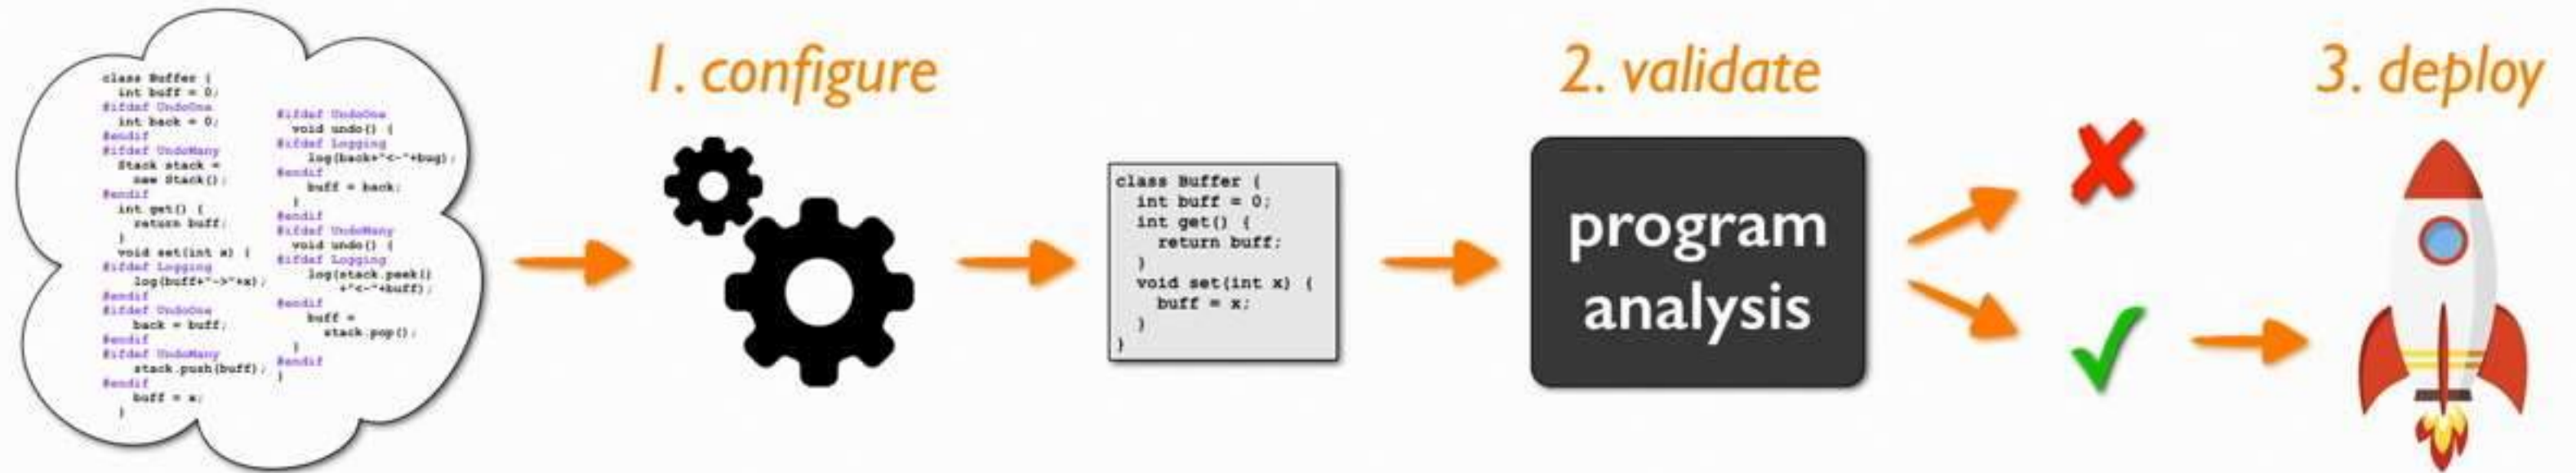 class Buffer {
int buff = 0;
#ifdef UndoOne
int back = 0;
#endif
#ifdef UndoMany
Stack stack =
new Stack();
#endif
int get() {
return buff;
}
void set(int x) {
#ifdef Logging
log(buff+"->"+x);
#endif
#ifdef UndoOne
back = buff;
#endif
#ifdef UndoMany
stack.push(buff);
#endif
buff = x;
}
#ifdef UndoOne
void undo() {
#ifdef Logging
log(back+"<-"+bug);
#endif
buff = back;
}
#endif
#ifdef UndoMany
void undo() {
#ifdef Logging
log(stack.peek()
+"<-"+buff);
#endif
buff =
stack.pop();
}
#endif
}
1. configure
class Buffer {
int buff = 0;
int get() {
return buff;
}
void set(int x) {
buff = x;
}
}
2. validate
program
analysis
3. deploy